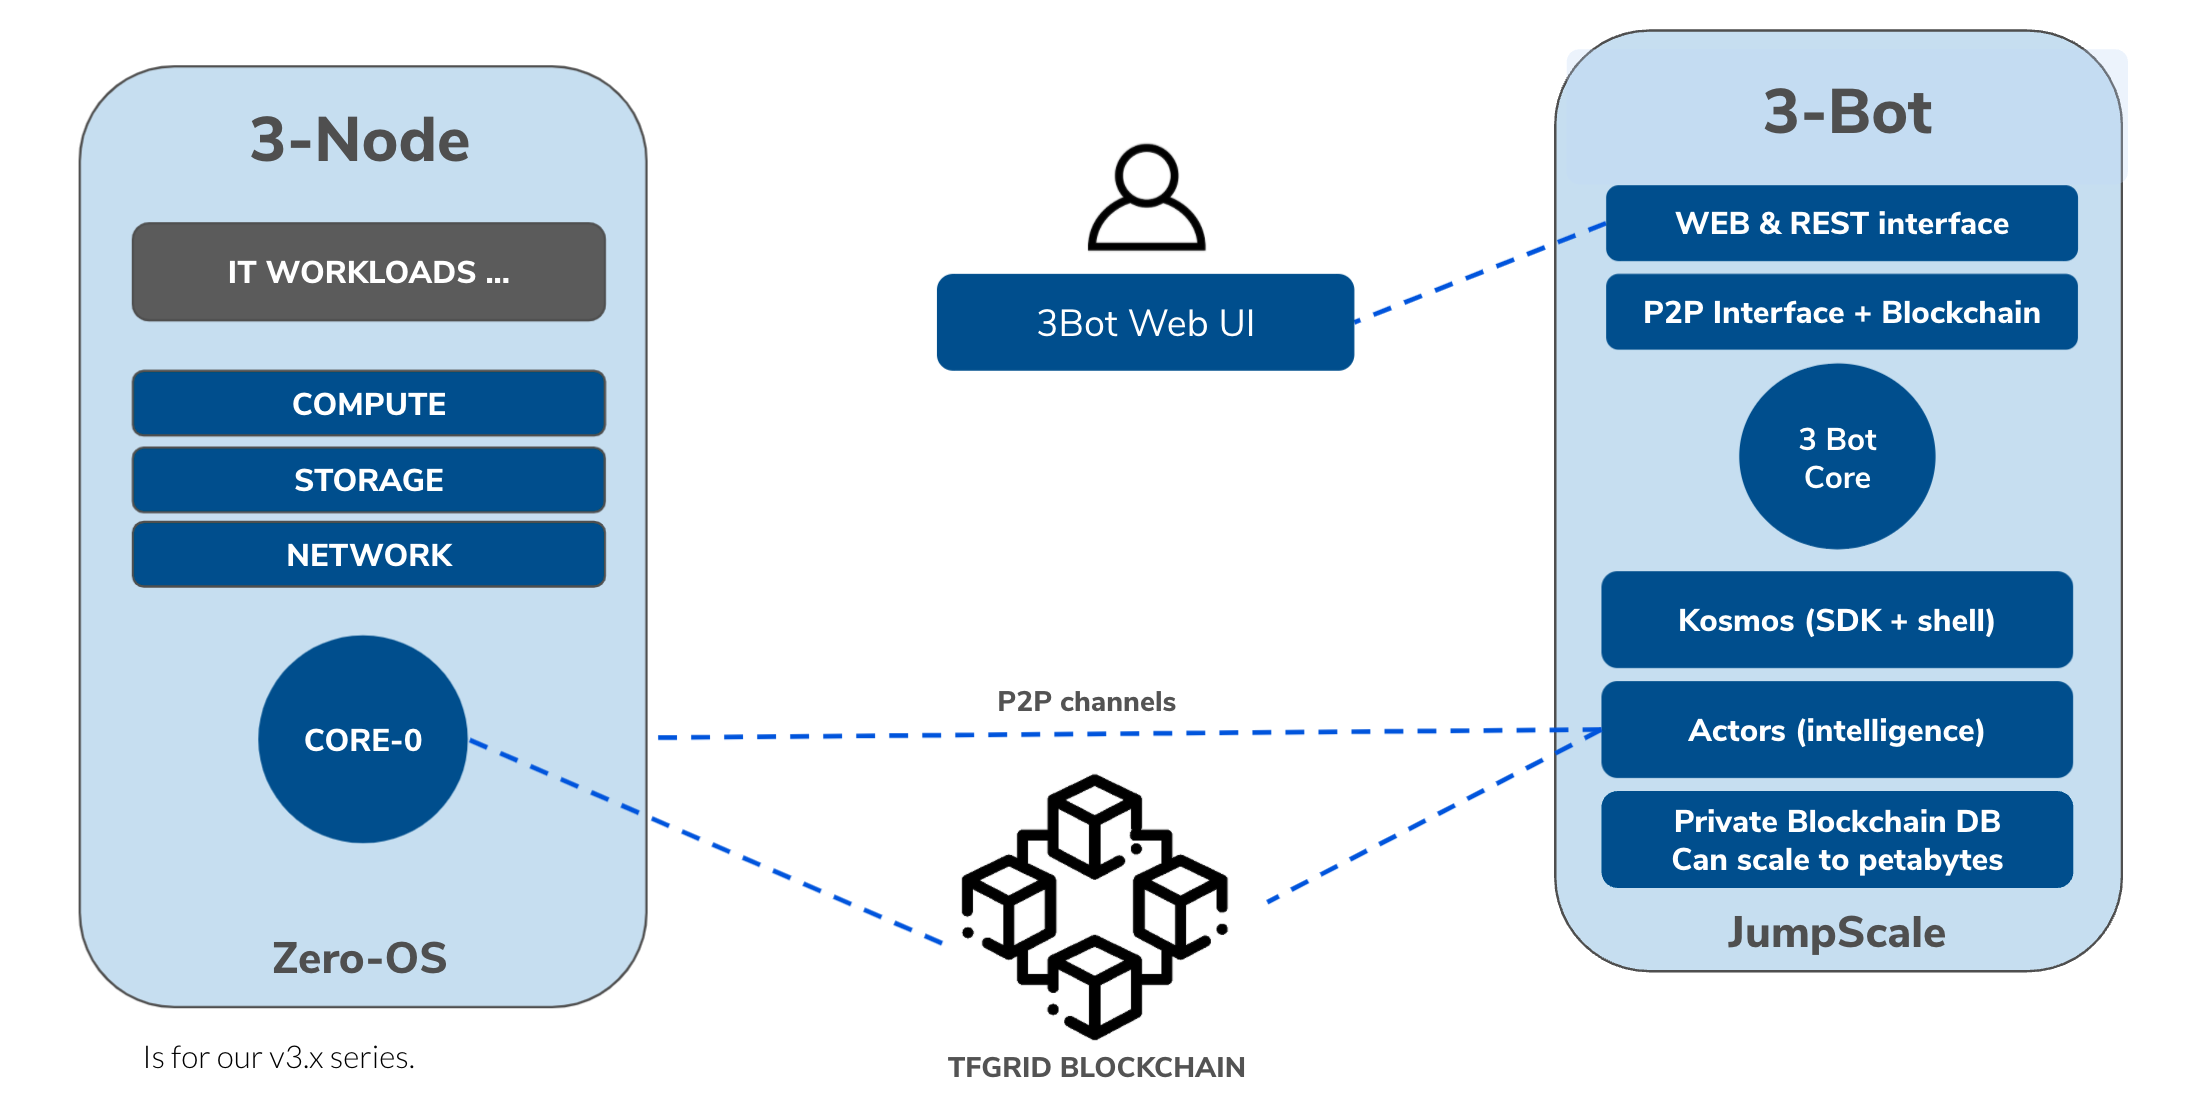 3-Node
IT WORKLOADS ...
COMPUTE
STORAGE
NETWORK
CORE-0
Zero-OS
Is for our v3.x series.
3Bot Web UI
P2P channels
TFGRID BLOCKCHAIN
3-Bot
WEB & REST interface
P2P Interface + Blockchain
3 Bot
Core
Kosmos (SDK + shell)
Actors (intelligence)
Private Blockchain DB
Can scale to petabytes
JumpScale